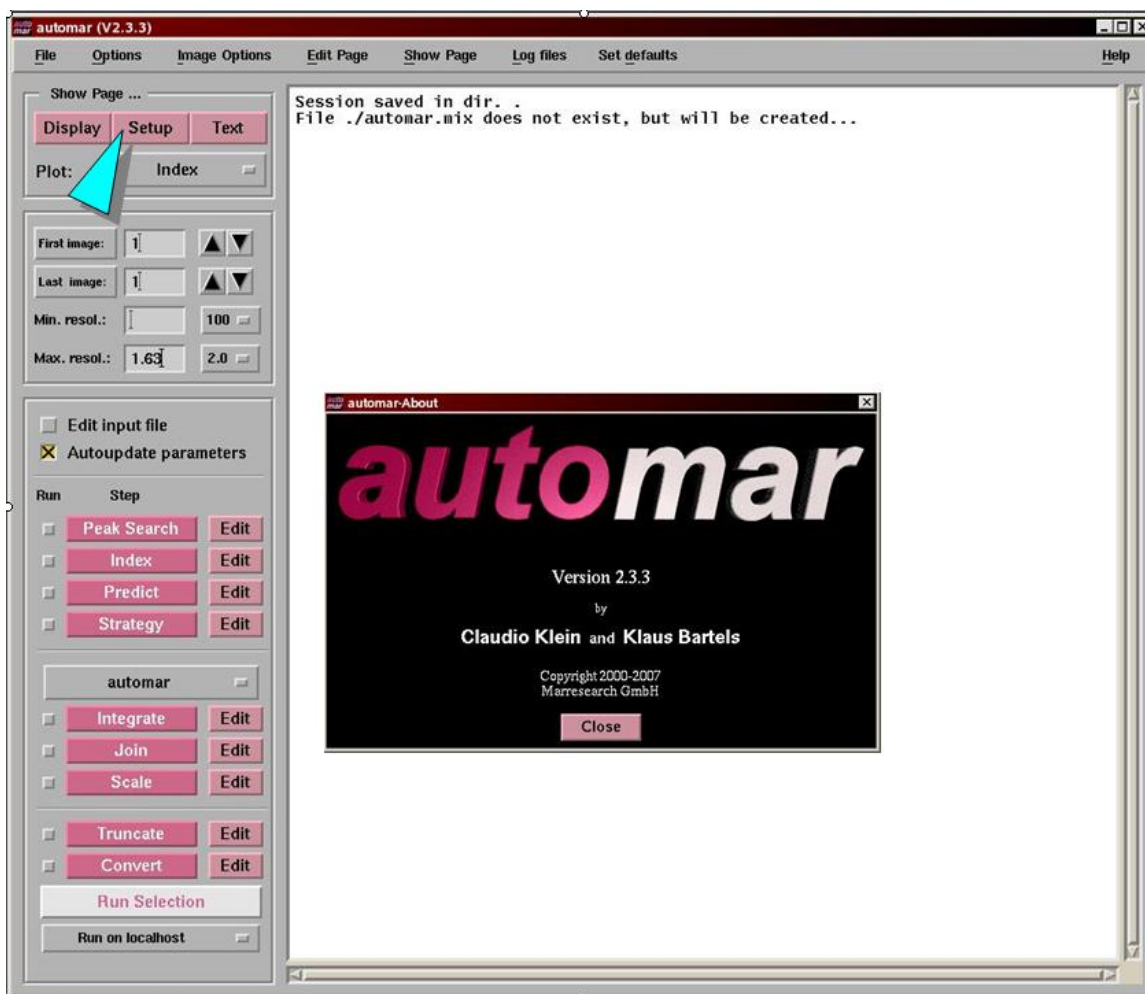 auto mar automar (V2.3.3)
File Options Image Options Edit Page Show Page Log files Set defaults Help
Show Page ...
Display Setup Text
Plot: Index
First image: 1
Last image: 1
Min. resol.: 100
Max. resol.: 1.63 2.0
Edit input file
Autoupdate parameters
Run Step
Peak Search Edit
Index Edit
Predict Edit
Strategy Edit
automar
Integrate Edit
Join Edit
Scale Edit
Truncate Edit
Convert Edit
Run Selection
Run on localhost
Session saved in dir. .
File ./automar.mix does not exist, but will be created...
auto mar automar-About
automar
Version 2.3.3
by
Claudio Klein and Klaus Bartels
Copyright 2000-2007
Marresearch GmbH
Close